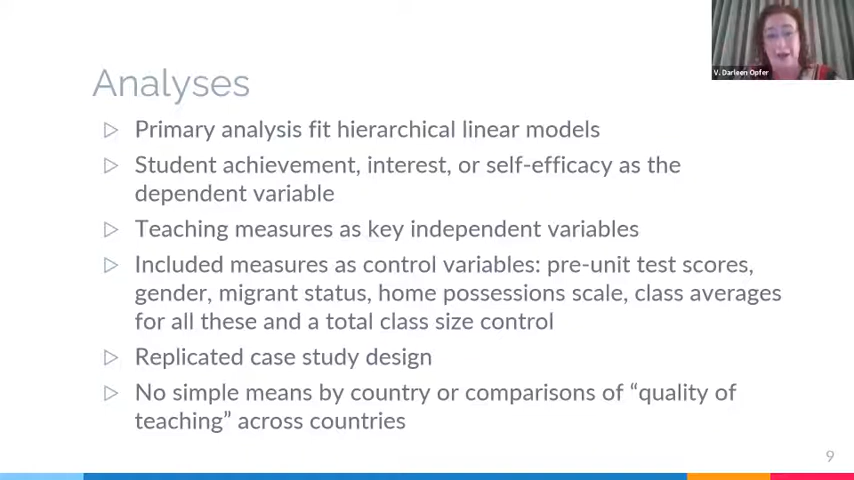 V. Darleen Opfer
Analyses
▷ Primary analysis fit hierarchical linear models
▷ Student achievement, interest, or self-efficacy as the
dependent variable
▷ Teaching measures as key independent variables
▷ Included measures as control variables: pre-unit test scores,
gender, migrant status, home possessions scale, class averages
for all these and a total class size control
▷ Replicated case study design
▷ No simple means by country or comparisons of “quality of
teaching” across countries
9